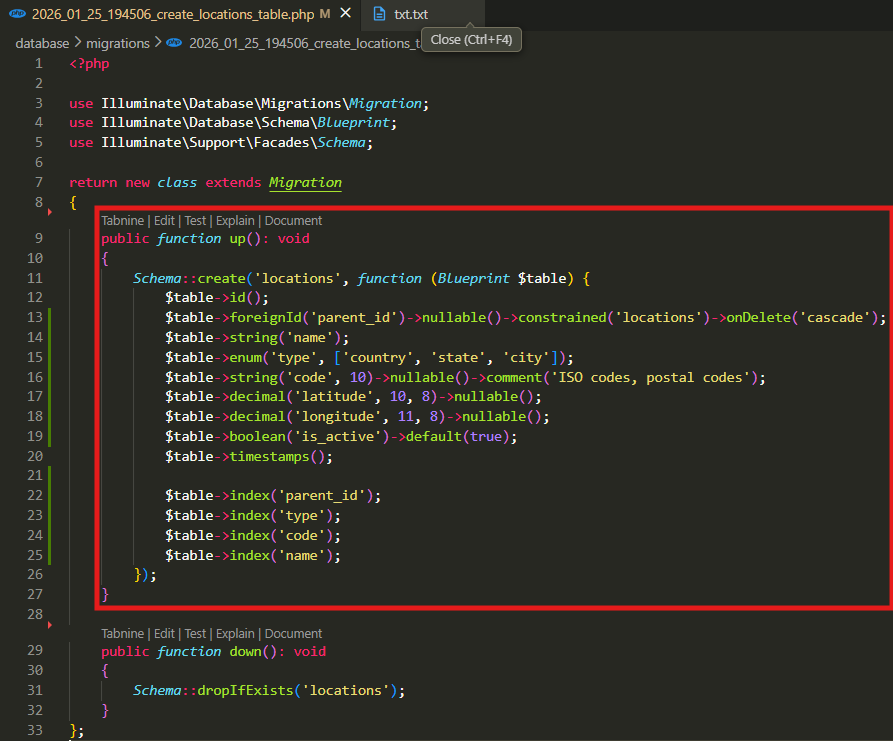 2026_01_25_194506_create_locations_table.php M
txt.txt
Close (Ctrl+F4)
database > migrations > 2026_01_25_194506_create_locations_t
1 <?php
2
3 use Illuminate\Database\Migrations\Migration;
4 use Illuminate\Database\Schema\Blueprint;
5 use Illuminate\Support\Facades\Schema;
6
7 return new class extends Migration
8 {
Tabnine | Edit | Test | Explain | Document
9     public function up(): void
10     {
11         Schema::create('locations', function (Blueprint $table) {
12             $table->id();
13             $table->foreignId('parent_id')->nullable()->constrained('locations')->onDelete('cascade');
14             $table->string('name');
15             $table->enum('type', ['country', 'state', 'city']);
16             $table->string('code', 10)->nullable()->comment('ISO codes, postal codes');
17             $table->decimal('latitude', 10, 8)->nullable();
18             $table->decimal('longitude', 11, 8)->nullable();
19             $table->boolean('is_active')->default(true);
20             $table->timestamps();
21
22             $table->index('parent_id');
23             $table->index('type');
24             $table->index('code');
25             $table->index('name');
26         });
27     }
28
Tabnine | Edit | Test | Explain | Document
29     public function down(): void
30     {
31         Schema::dropIfExists('locations');
32     }
33 };